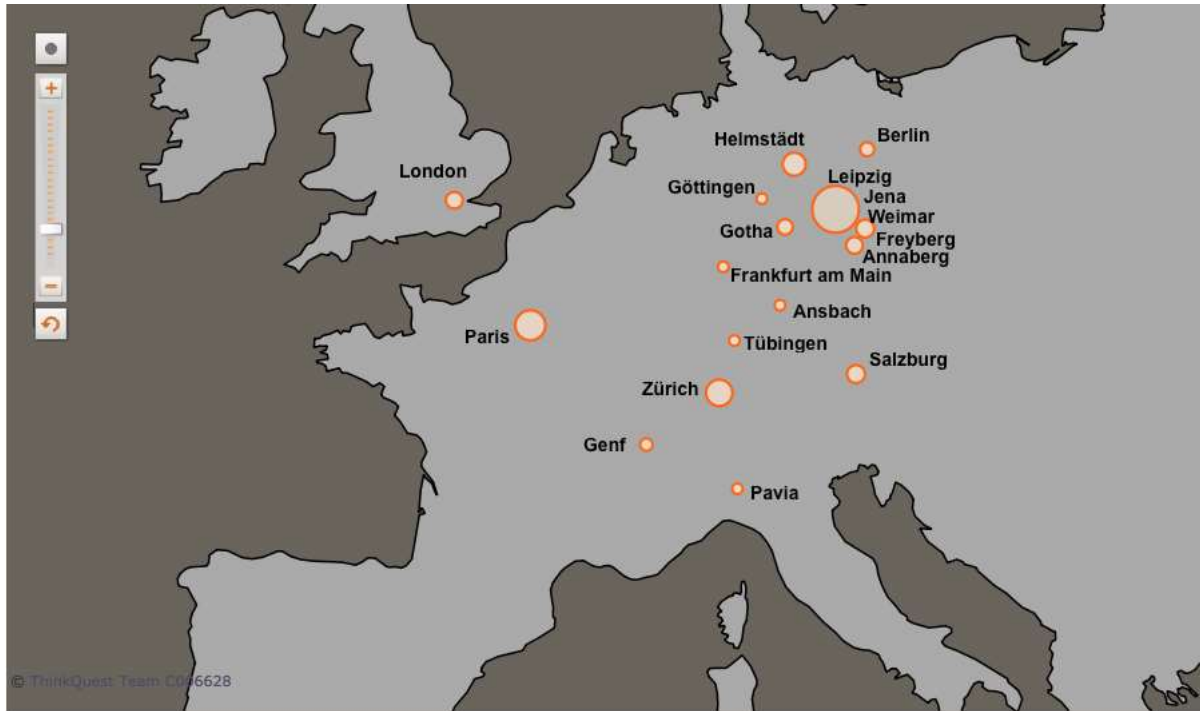 Berlin
Helmstädt
London
Leipzig
Göttingen
Jena
Weimar
Gotha
Freyberg
Annaberg
Frankfurt am Main
Ansbach
Paris
Tübingen
Salzburg
Zürich
Genf
Pavia
© ThinkQuest Team C006628